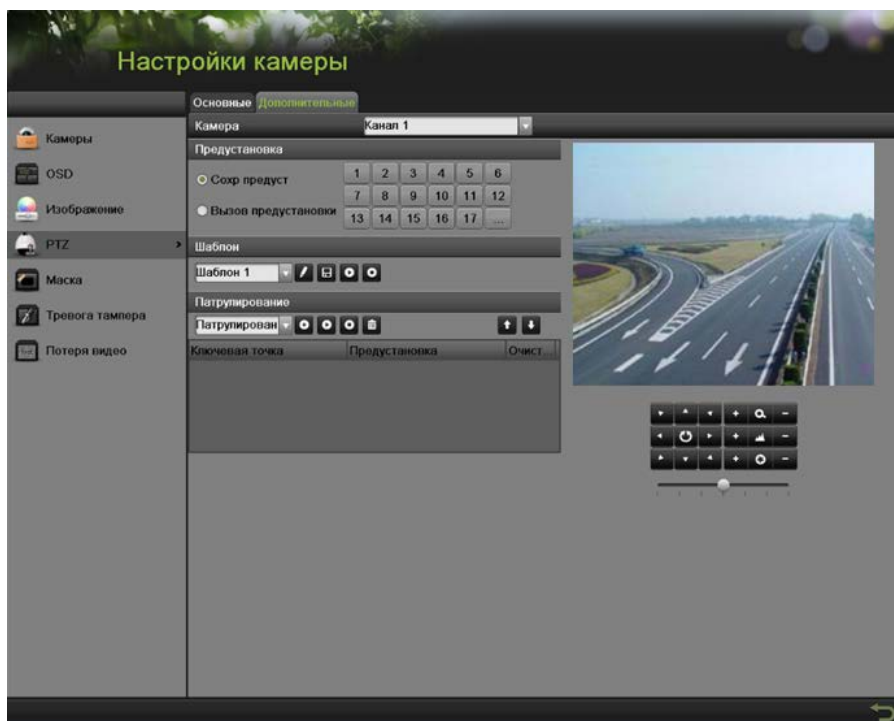 Настройки камеры
Основные Дополнительные
Камера Канал 1
Камеры
OSD
Изображение
PTZ
Маска
Тревога тампера
Потеря видео
Предустановка
Сохр предуст
Вызов предустановки
1 2 3 4 5 6
7 8 9 10 11 12
13 14 15 16 17 ...
Шаблон
Шаблон 1
Патрулирование
Патрулирован
Ключевая точка Предустановка Очист...